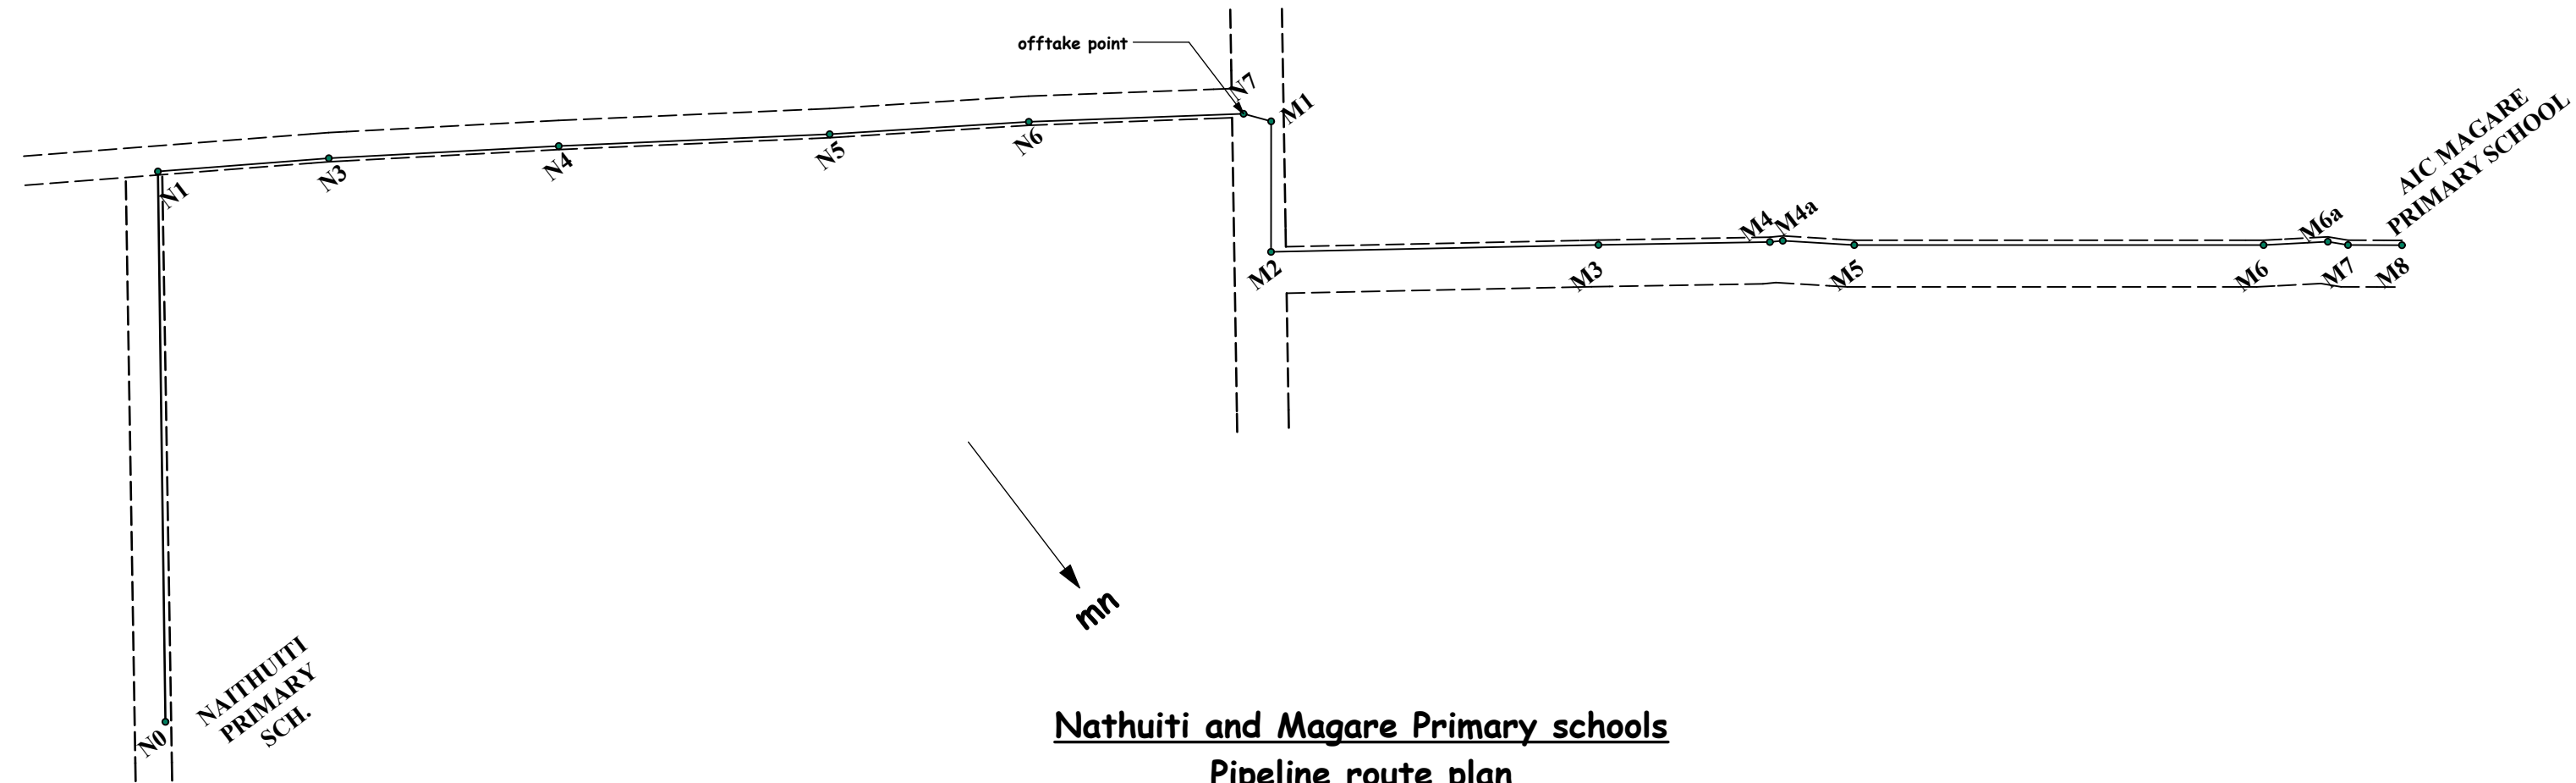 offtake point
N7
M1
AIC MAGARE
PRIMARY SCHOOL
N1
N3
N4
N5
N6
M2
M3
M4
M4a
M5
M6
M6a
M7
M8
mn
NAITHUITI
PRIMARY
SCH.
N0
Nathuiti and Magare Primary schools
Pipeline route plan